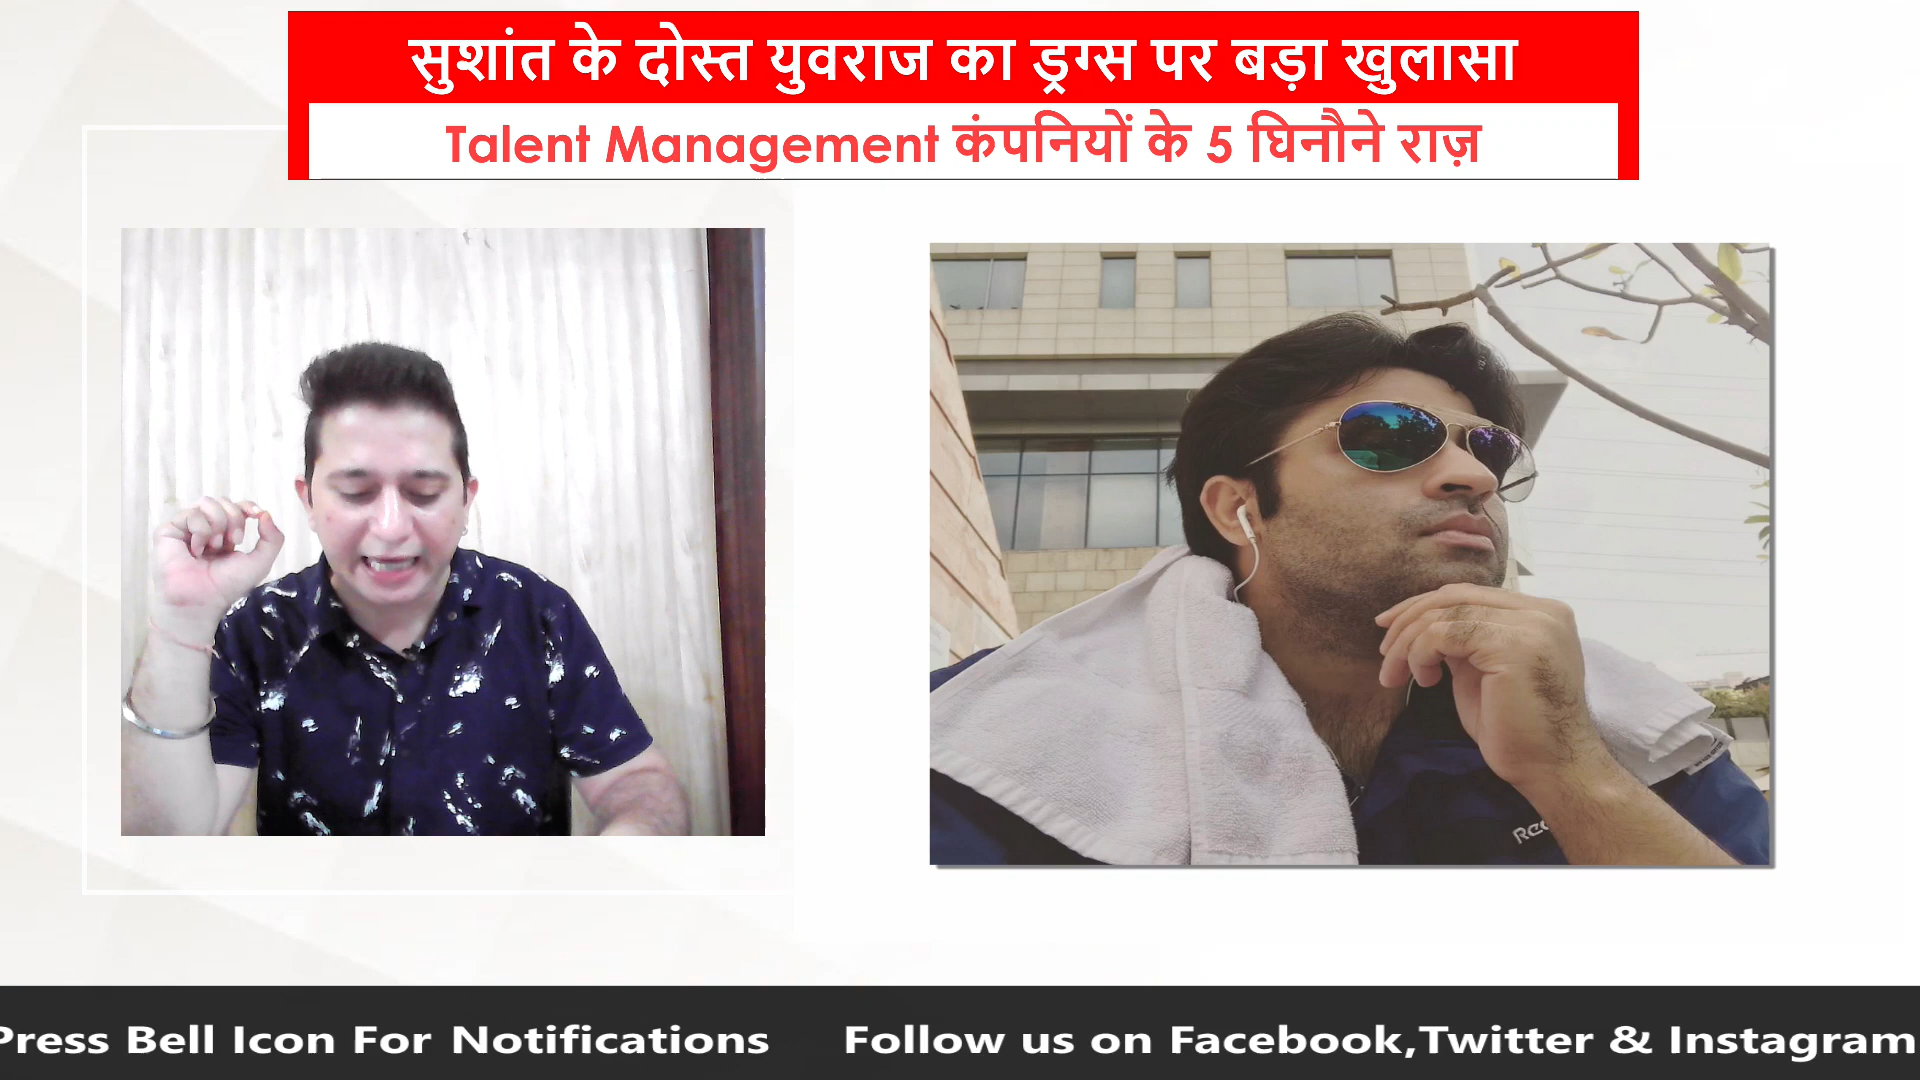 सुशांत के दोस्त युवराज का ड्रग्स पर बड़ा खुलासा
Talent Management कंपनियों के 5 घिनौने राज़
Press Bell Icon For Notifications Follow us on Facebook,Twitter & Instagram